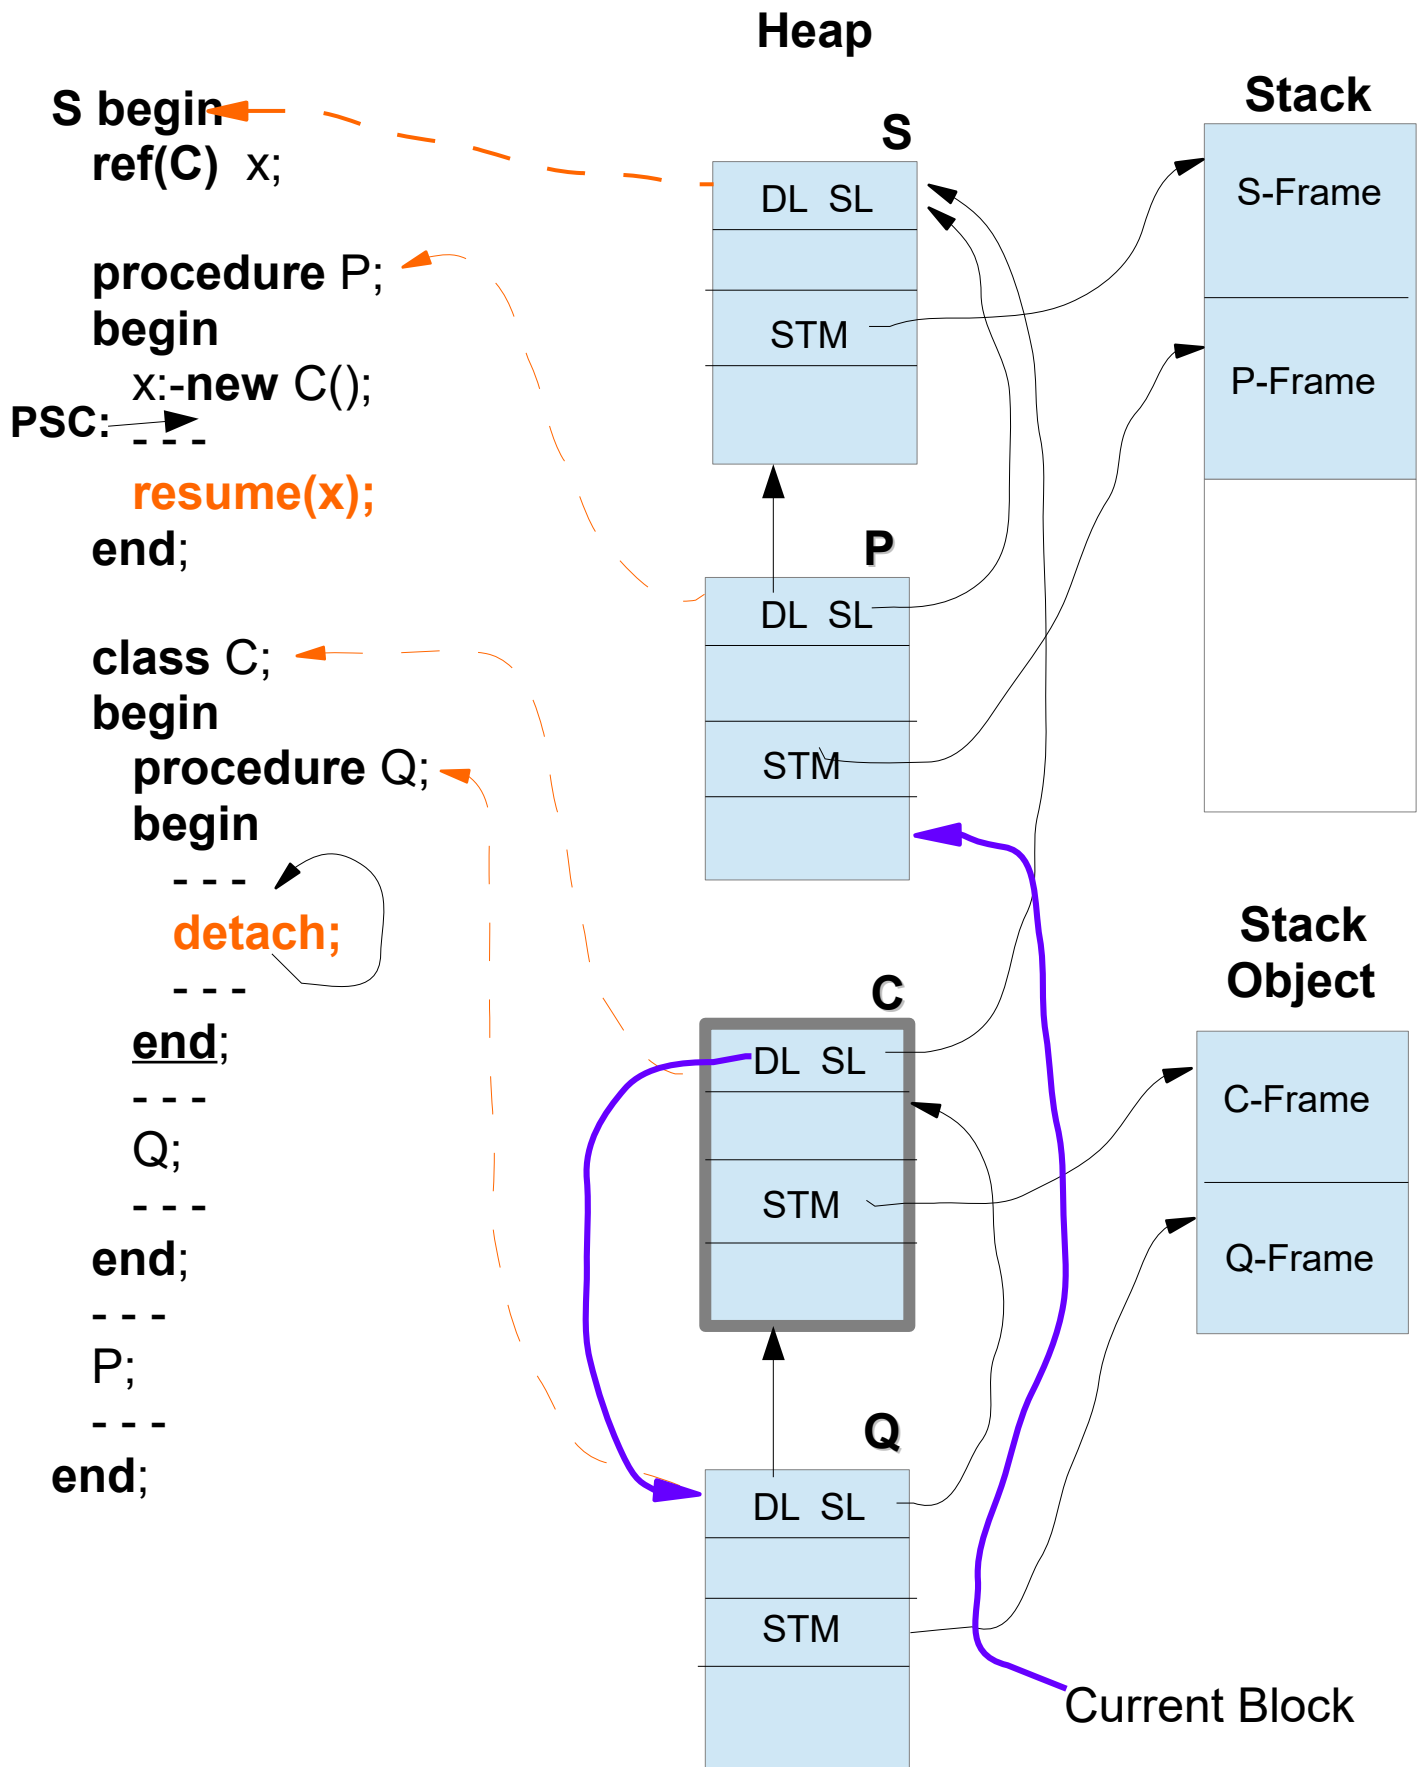 Heap
S begin
ref(C) x;
procedure P;
begin
x:-new C();
PSC:
- - -
resume(x);
end;
class C;
begin
procedure Q;
begin
- - -
detach;
- - -
end;
- - -
Q;
- - -
end;
- - -
P;
- - -
end;
S
DL SL
STM
P
DL SL
STM
C
DL SL
STM
Q
DL SL
STM
Stack
S-Frame
P-Frame
Stack
Object
C-Frame
Q-Frame
Current Block